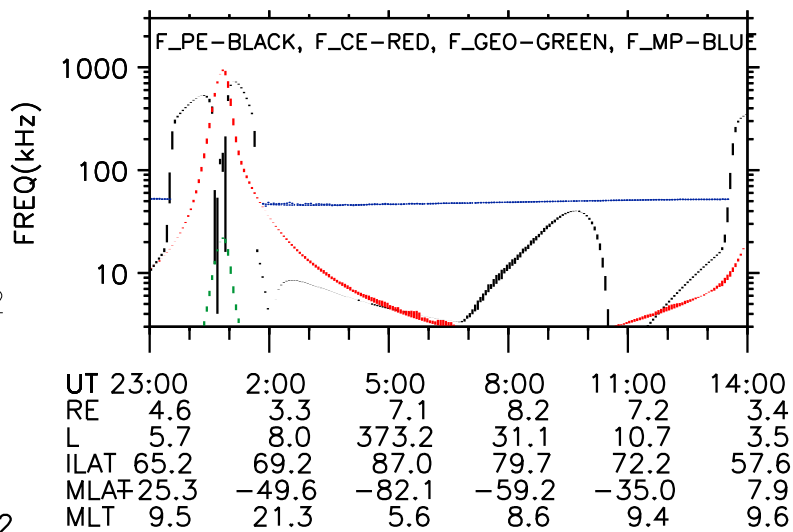 F_PE-BLACK, F_CE-RED, F_GEO-GREEN, F_MP-BLUE
1000
100
10
FREQ(kHz)
UT 23:00 2:00 5:00 8:00 11:00 14:00
RE 4.6 3.3 7.1 8.2 7.2 3.4
L 5.7 8.0 373.2 31.1 10.7 3.5
ILAT 65.2 69.2 87.0 79.7 72.2 57.6
MLAT -25.3 -49.6 -82.1 -59.2 -35.0 7.9
MLT 9.5 21.3 5.6 8.6 9.4 9.6